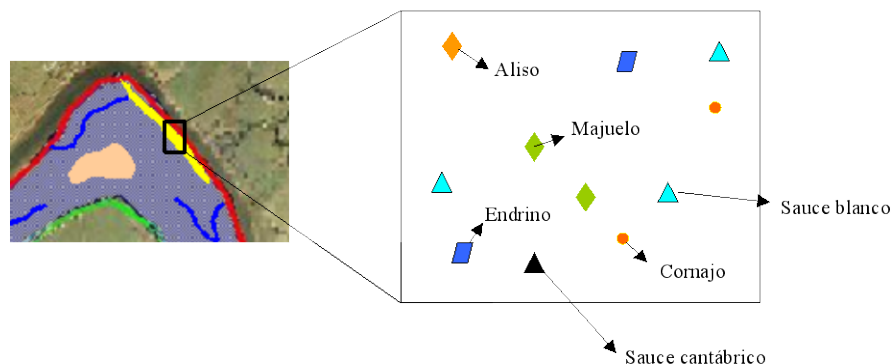 Aliso
Majuelo
Endrino
Sauce blanco
Cornajo
Sauce cantábrico